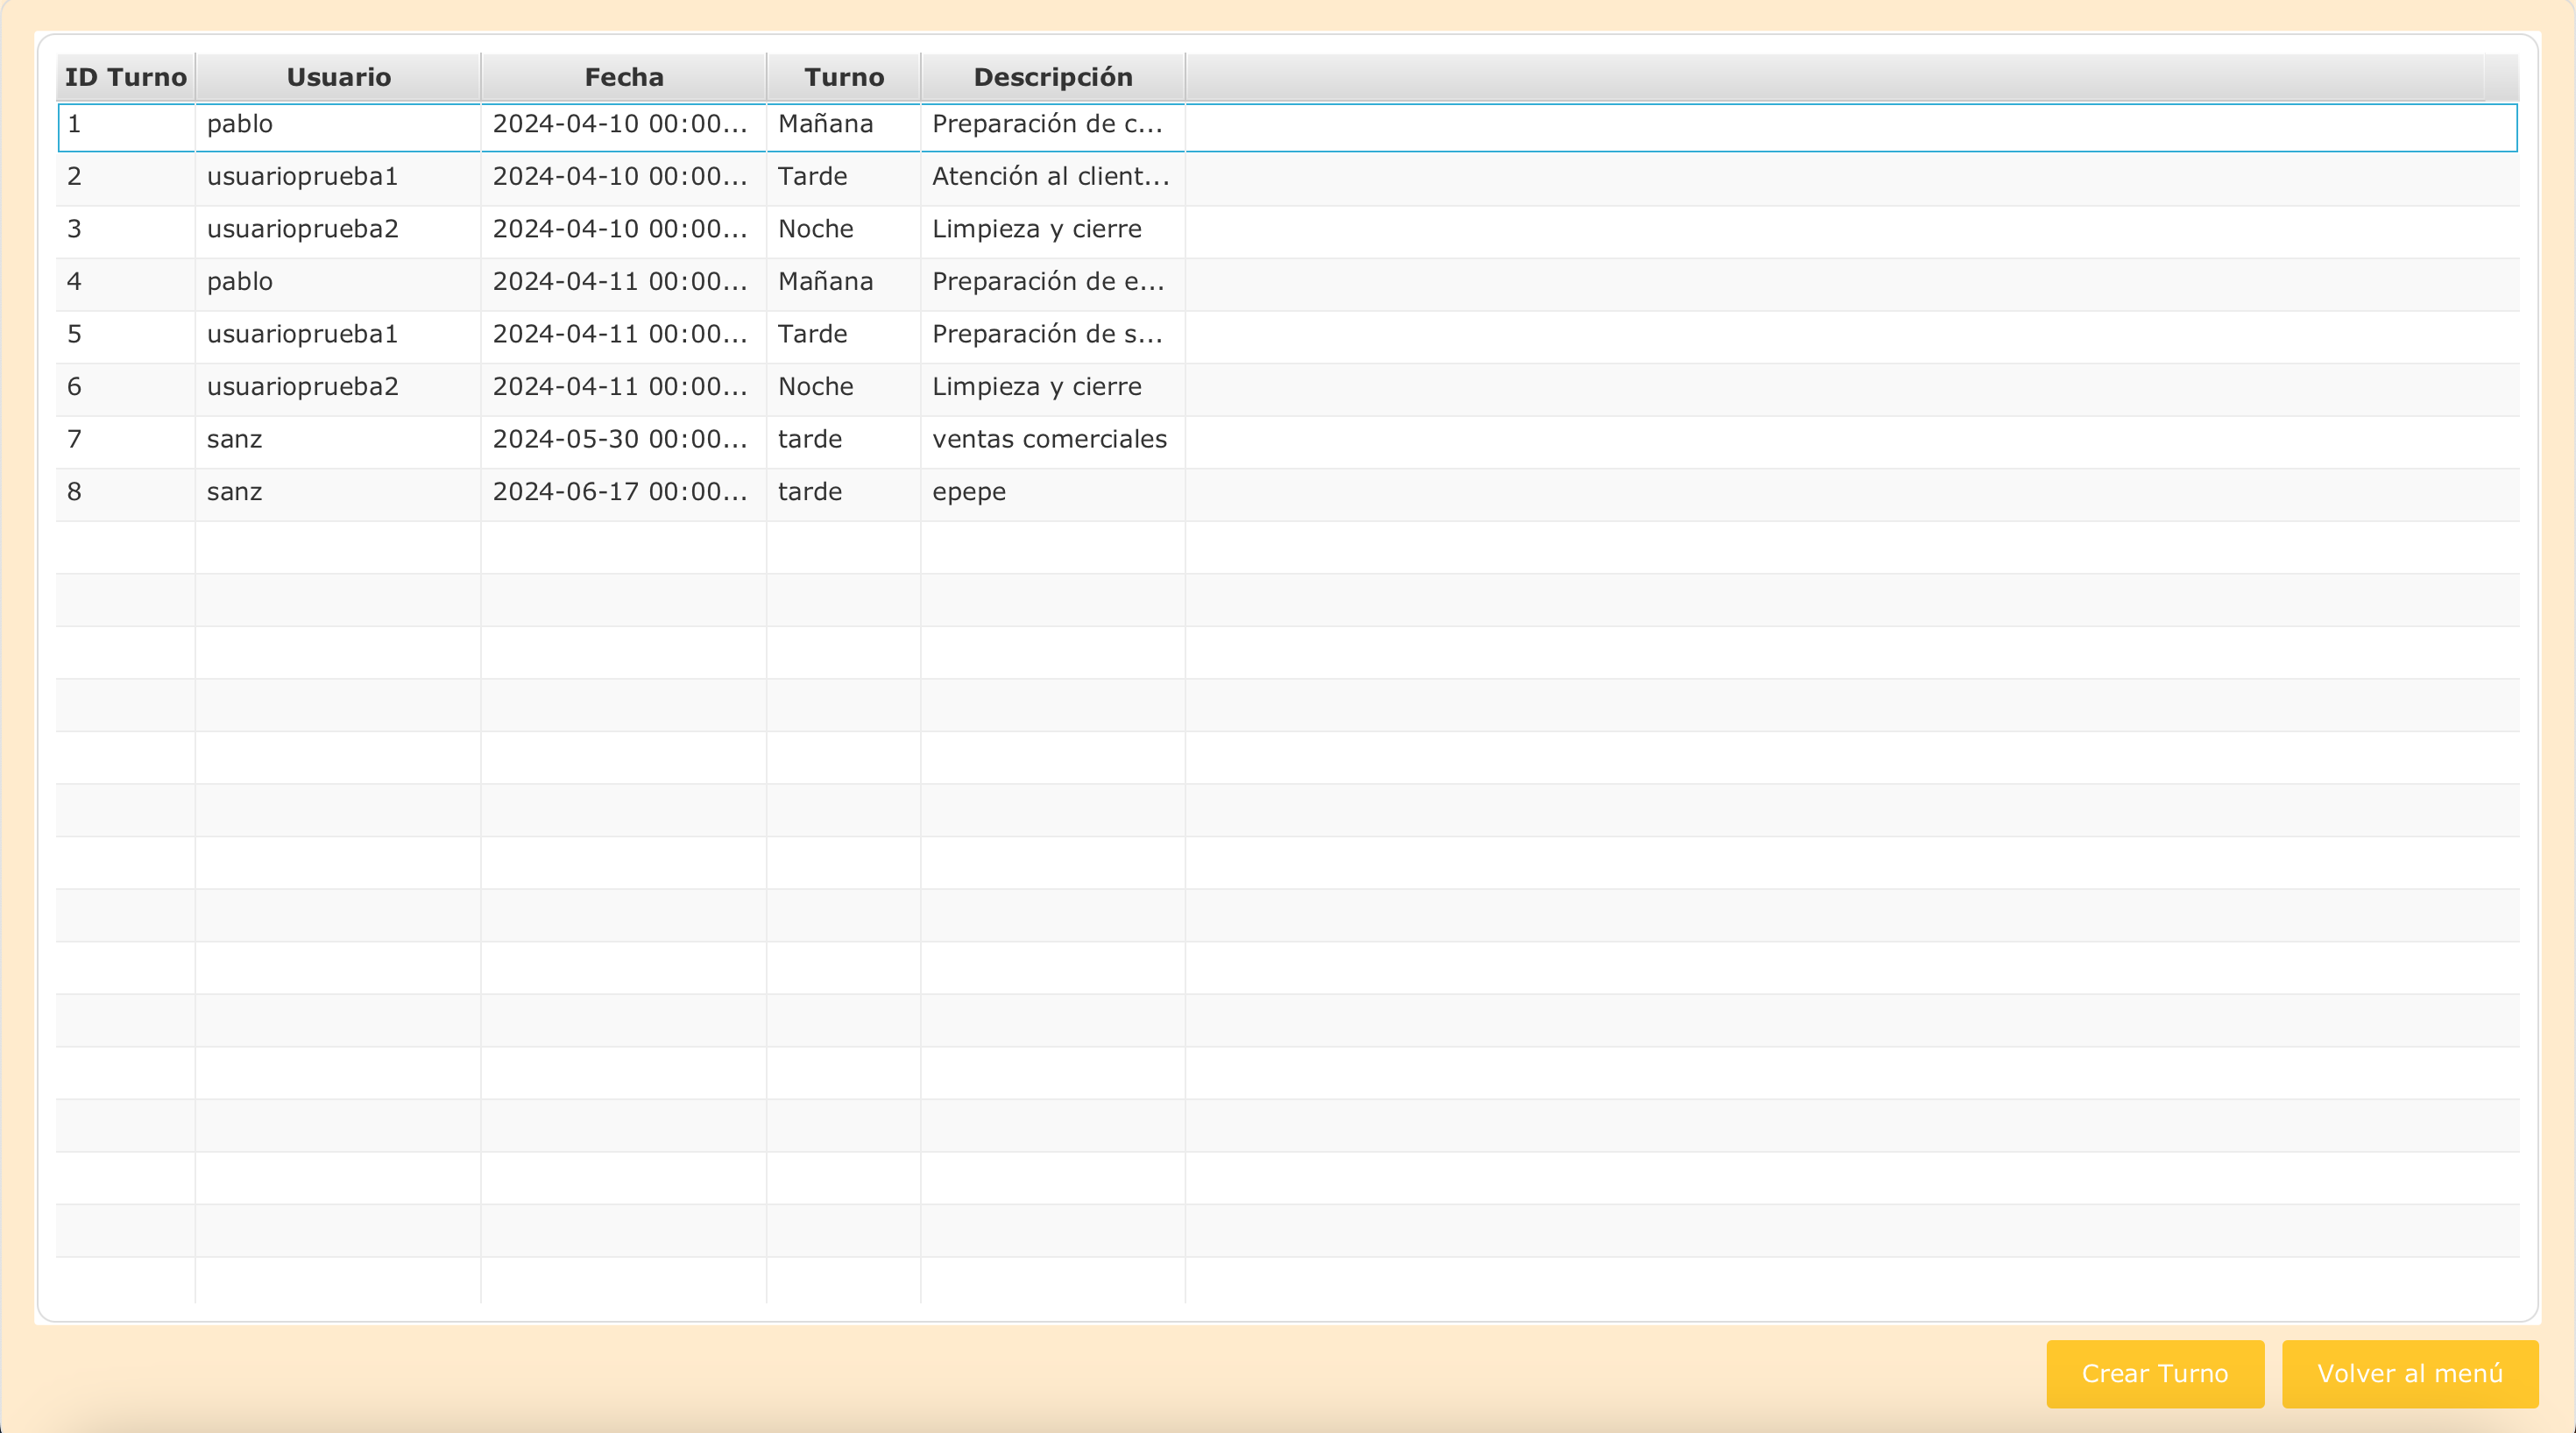 ID Turno Usuario Fecha Turno Descripción
1 pablo 2024-04-10 00:00... Mañana Preparación de c...
2 usuarioprueba1 2024-04-10 00:00... Tarde Atención al client...
3 usuarioprueba2 2024-04-10 00:00... Noche Limpieza y cierre
4 pablo 2024-04-11 00:00... Mañana Preparación de e...
5 usuarioprueba1 2024-04-11 00:00... Tarde Preparación de s...
6 usuarioprueba2 2024-04-11 00:00... Noche Limpieza y cierre
7 sanz 2024-05-30 00:00... tarde ventas comerciales
8 sanz 2024-06-17 00:00... tarde epepe
Crear Turno Volver al menú